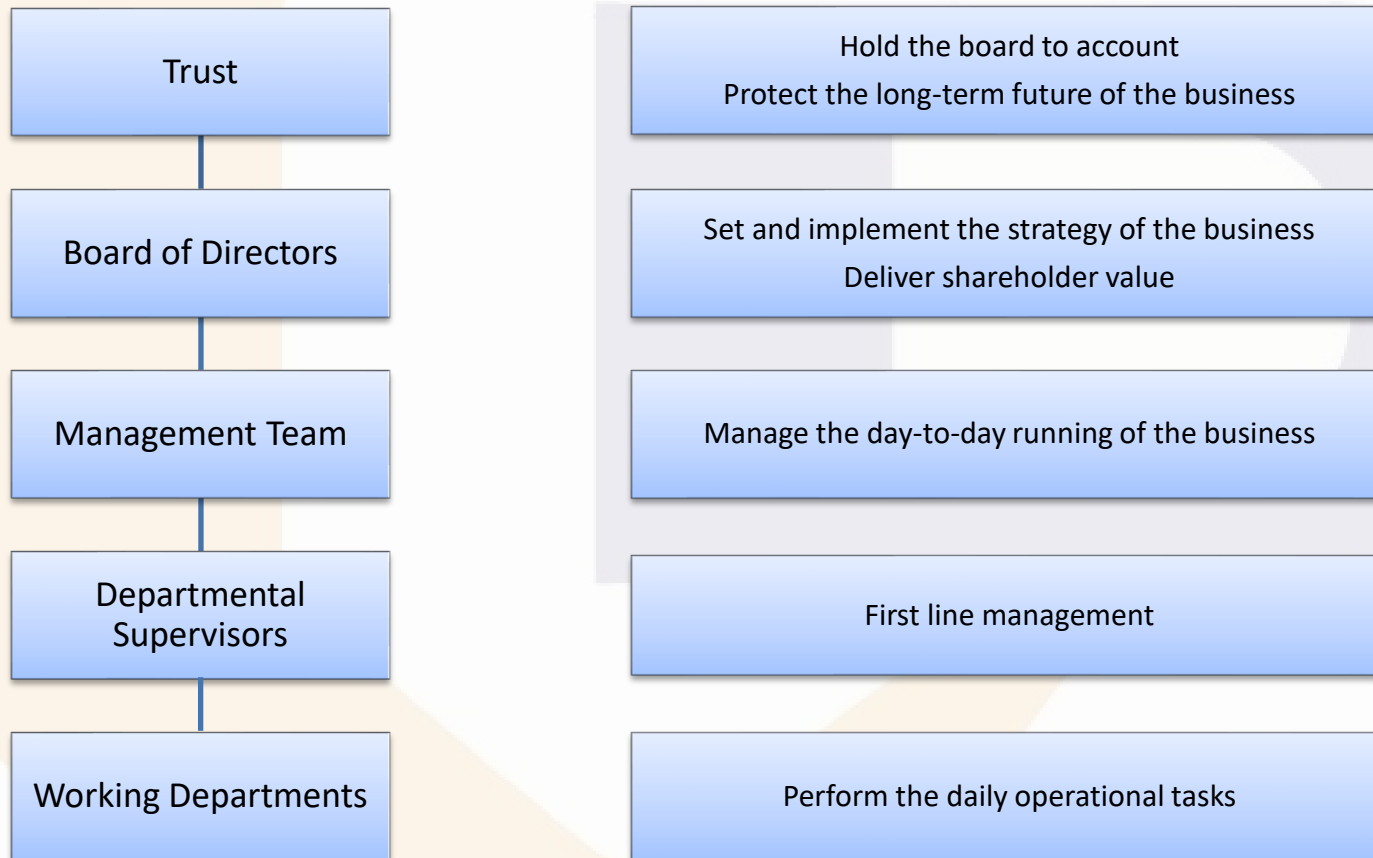 Trust
Hold the board to account
Protect the long-term future of the business
Board of Directors
Set and implement the strategy of the business
Deliver shareholder value
Management Team
Manage the day-to-day running of the business
Departmental
Supervisors
First line management
Working Departments
Perform the daily operational tasks